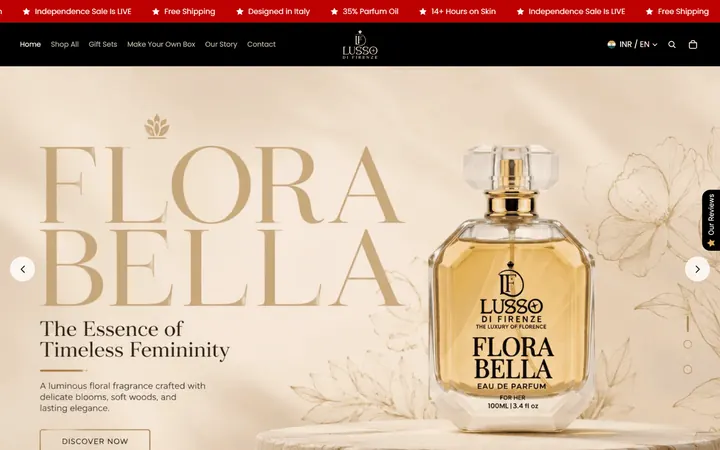 Independence Sale Is LIVE
Free Shipping
Designed in Italy
35% Parfum Oil
14+ Hours on Skin
Independence Sale Is LIVE
Free Shipping
Home
Shop All
Gift Sets
Make Your Own Box
Our Story
Contact
LF
LUSSO
DI FIRENZE
INR / EN
FLORA
BELLA
The Essence of
Timeless Femininity
A luminous floral fragrance crafted with
delicate blooms, soft woods, and
lasting elegance.
DISCOVER NOW
LF
LUSSO
DI FIRENZE
THE LUXURY OF FLORENCE
FLORA
BELLA
EAU DE PARFUM
FOR HER
100ML | 3.4 fl oz
Our Reviews